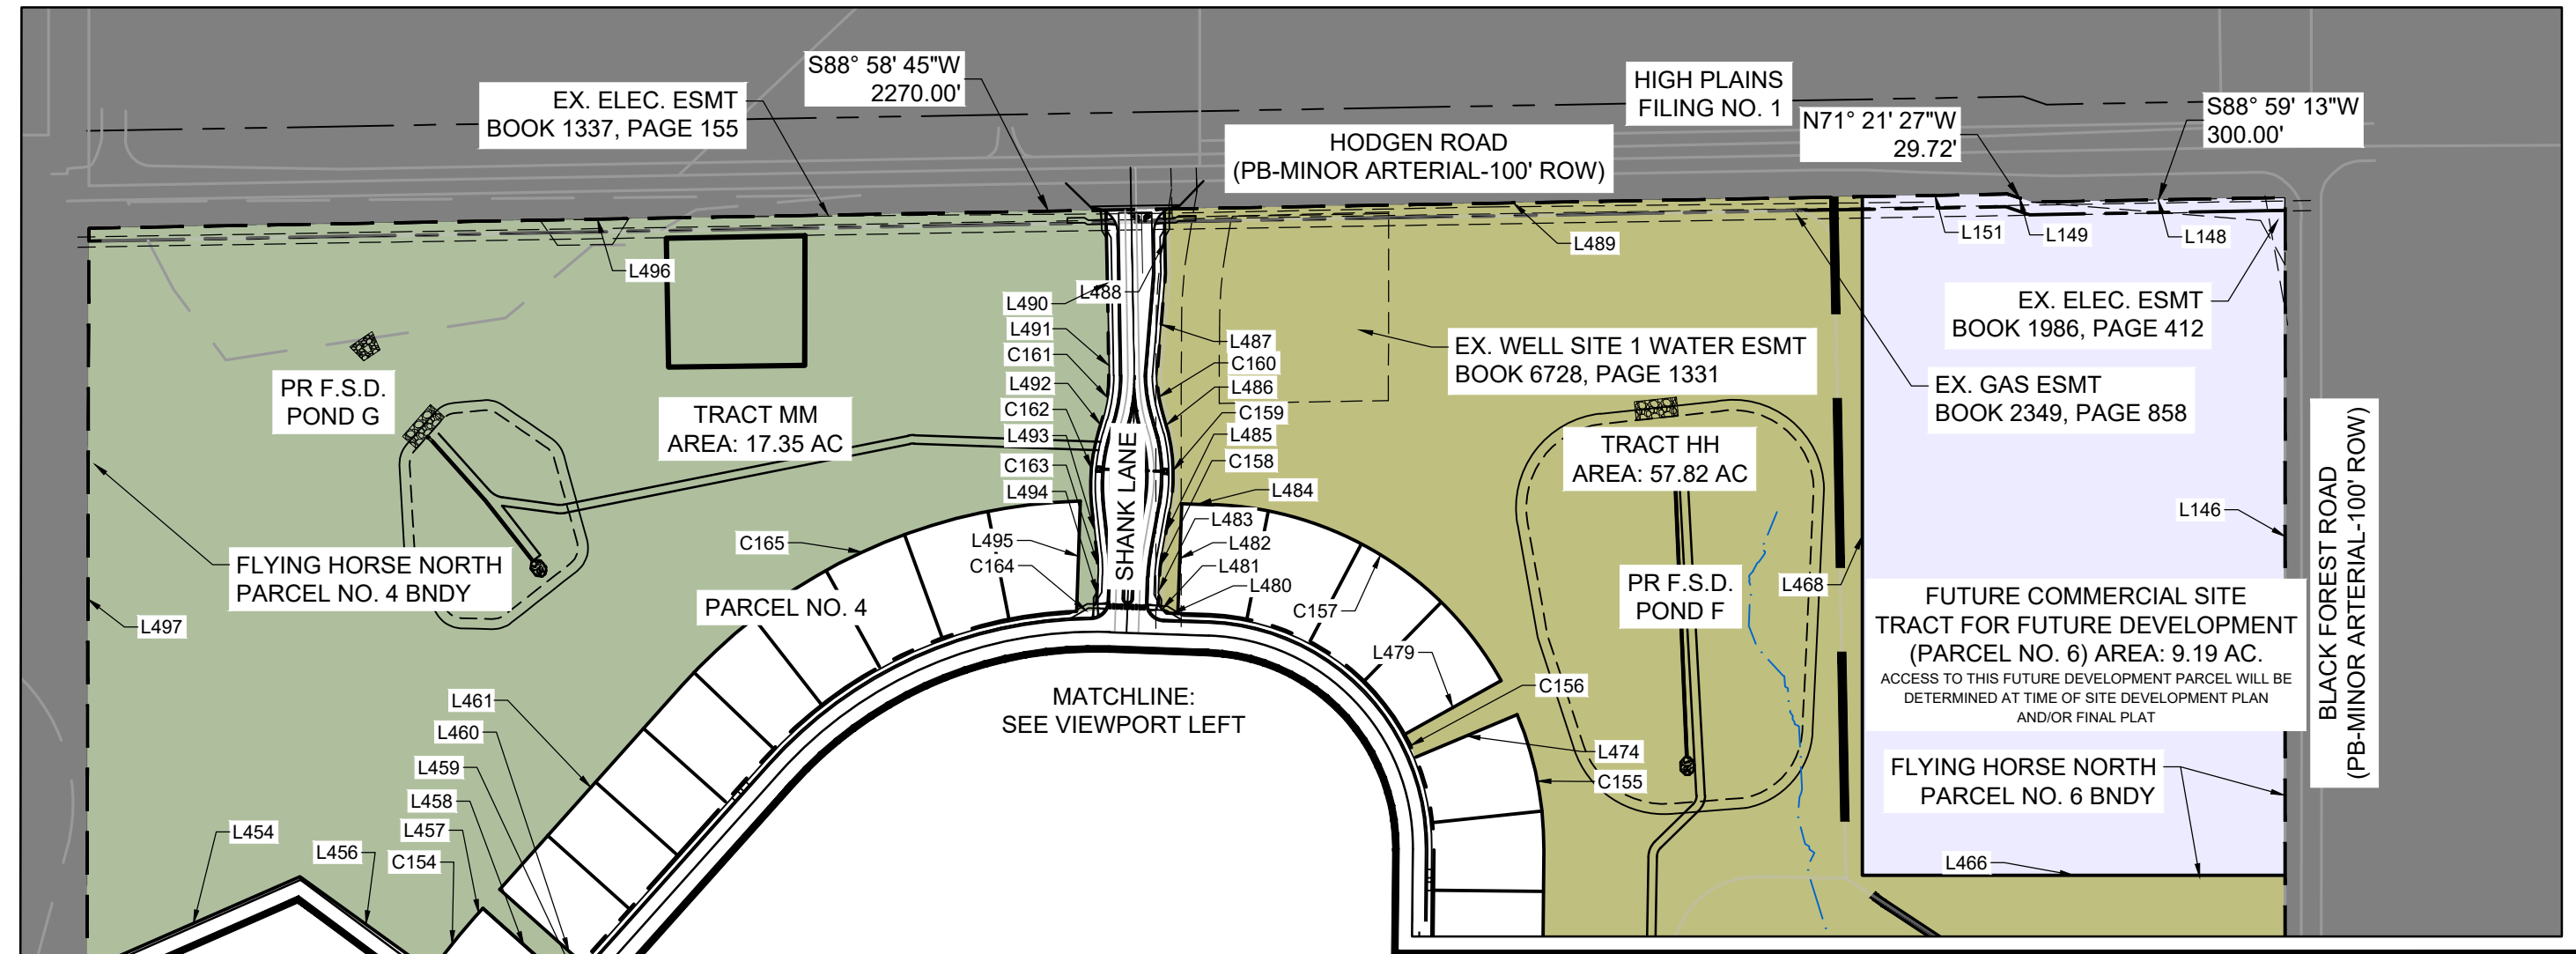 S88° 58' 45"W
2270.00'
EX. ELEC. ESMT
BOOK 1337, PAGE 155
HIGH PLAINS
FILING NO. 1
N71° 21' 27"W
29.72'
S88° 59' 13"W
300.00'
HODGEN ROAD
(PB-MINOR ARTERIAL-100' ROW)
L496
L489
L151
L149
L148
L490
L488
L491
C161
L492
C162
L493
C163
L494
L487
C160
L486
C159
L485
C158
L484
EX. WELL SITE 1 WATER ESMT
BOOK 6728, PAGE 1331
EX. ELEC. ESMT
BOOK 1986, PAGE 412
EX. GAS ESMT
BOOK 2349, PAGE 858
PR F.S.D.
POND G
TRACT MM
AREA: 17.35 AC
SHANK LANE
TRACT HH
AREA: 57.82 AC
BLACK FOREST ROAD
(PB-MINOR ARTERIAL-100' ROW)
L146
C165
L495
C164
L483
L482
L481
L480
C157
FLYING HORSE NORTH
PARCEL NO. 4 BNDY
L497
PARCEL NO. 4
PR F.S.D.
POND F
L468
FUTURE COMMERCIAL SITE
TRACT FOR FUTURE DEVELOPMENT
(PARCEL NO. 6) AREA: 9.19 AC.
ACCESS TO THIS FUTURE DEVELOPMENT PARCEL WILL BE
DETERMINED AT TIME OF SITE DEVELOPMENT PLAN
AND/OR FINAL PLAT
L479
C156
MATCHLINE:
SEE VIEWPORT LEFT
L461
L460
L459
L458
L457
C154
L454
L456
L474
C155
FLYING HORSE NORTH
PARCEL NO. 6 BNDY
L466